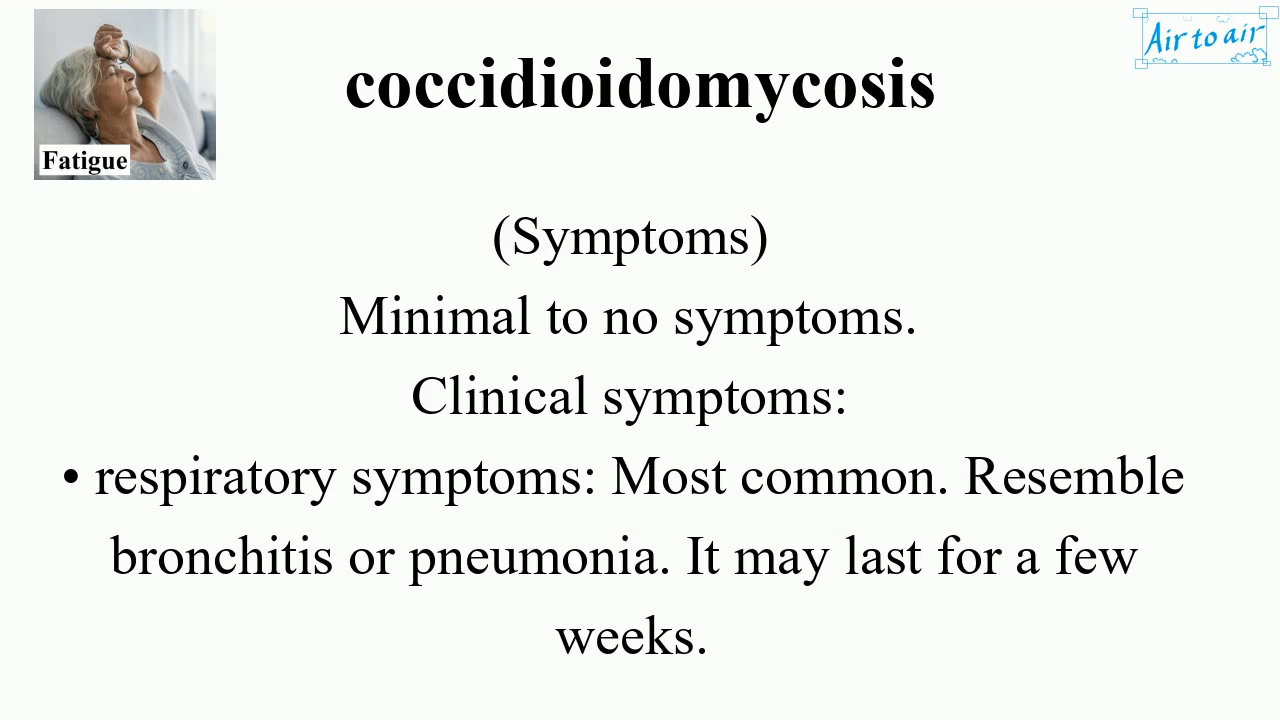 Air to air
coccidioidomycosis
Fatigue
(Symptoms)
Minimal to no symptoms.
Clinical symptoms:
• respiratory symptoms: Most common. Resemble
bronchitis or pneumonia. It may last for a few
weeks.